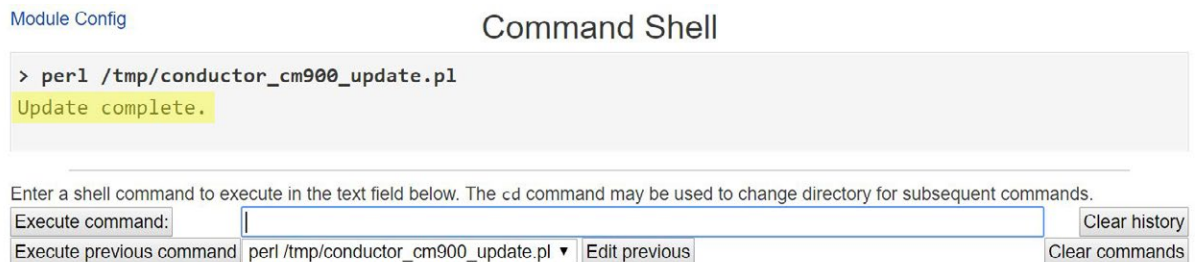 Module Config
Command Shell
> perl /tmp/conductor_cm900_update.pl
Update complete.
Enter a shell command to execute in the text field below. The cd command may be used to change directory for subsequent commands.
Execute command: Clear history
Execute previous command perl /tmp/conductor_cm900_update.pl ▼ Edit previous Clear commands